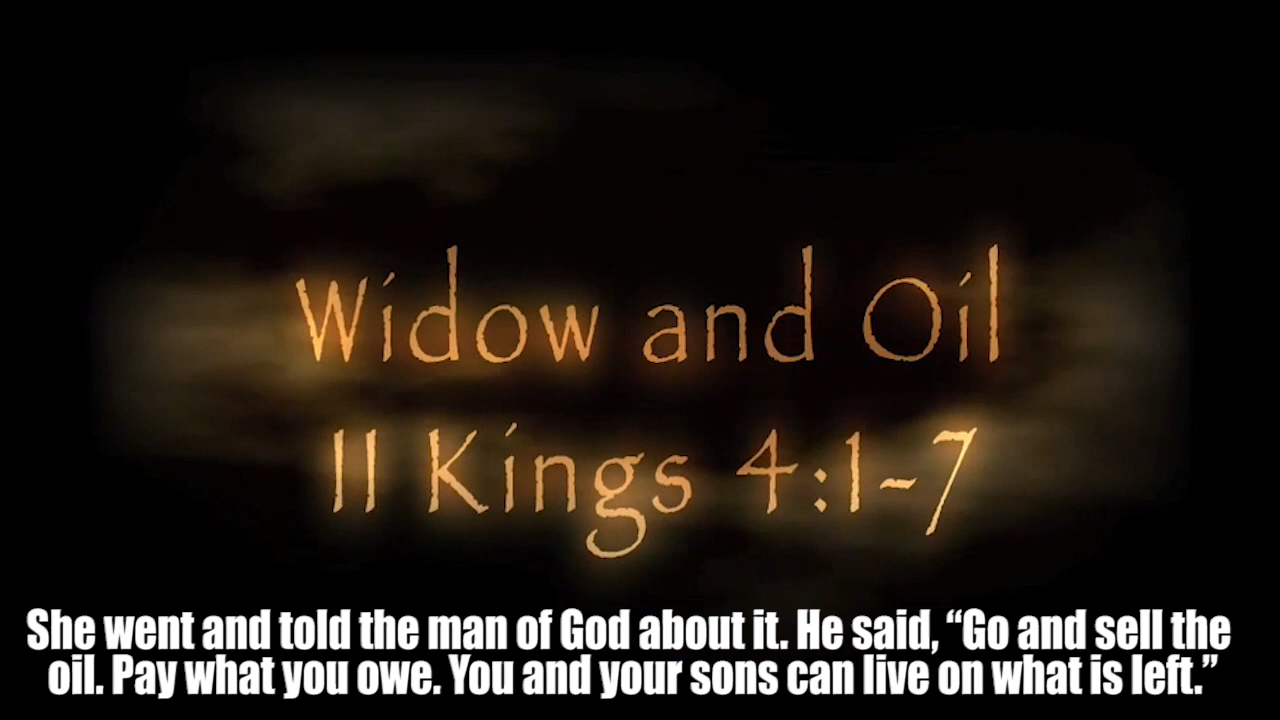 Widow and Oil
II Kings 4:1-7
She went and told the man of God about it. He said, “Go and sell the
oil. Pay what you owe. You and your sons can live on what is left.”